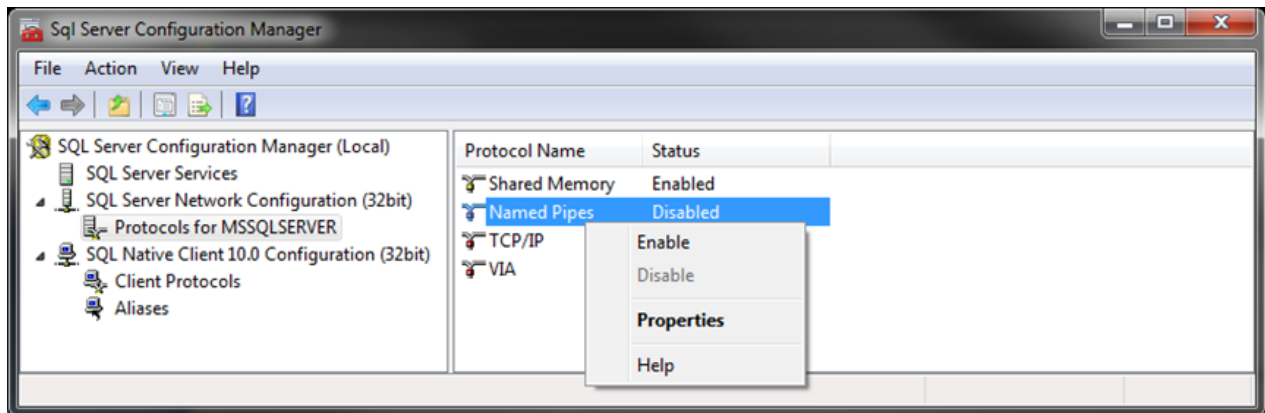 Sql Server Configuration Manager
File Action View Help
SQL Server Configuration Manager (Local)
SQL Server Services
SQL Server Network Configuration (32bit)
Protocols for MSSQLSERVER
SQL Native Client 10.0 Configuration (32bit)
Client Protocols
Aliases
Protocol Name Status
Shared Memory Enabled
Named Pipes Disabled
TCP/IP
VIA
Enable
Disable
Properties
Help